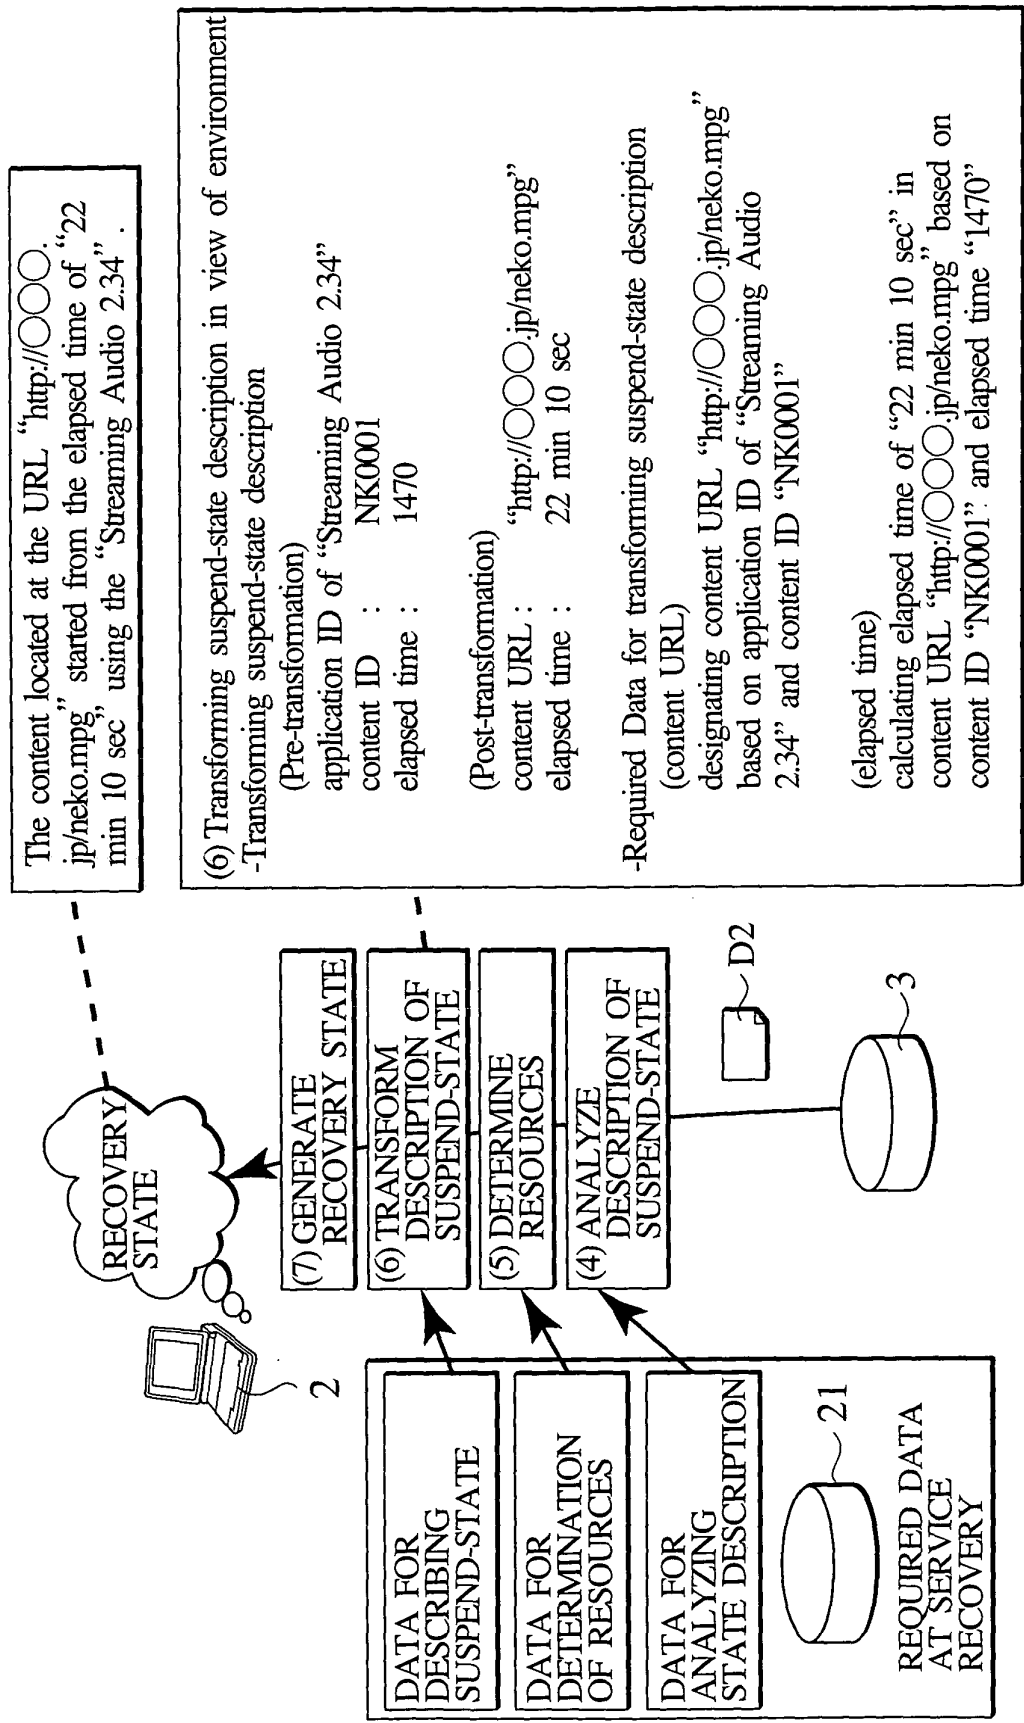 The content located at the URL “http://○○○.
jp/neko.mpg” started from the elapsed time of “22
min 10 sec” using the “Streaming Audio 2.34” .
(6) Transforming suspend-state description in view of environment
-Transforming suspend-state description
(Pre-transformation)
application ID of “Streaming Audio 2.34”
content ID : NK0001
elapsed time : 1470
(Post-transformation)
content URL : “http://○○○.jp/neko.mpg”
elapsed time : 22 min 10 sec
-Required Data for transforming suspend-state description
(content URL)
designating content URL “http://○○○.jp/neko.mpg”
based on application ID of “Streaming Audio
2.34” and content ID “NK0001”
(elapsed time)
calculating elapsed time of “22 min 10 sec” in
content URL “http://○○○.jp/neko.mpg” based on
content ID “NK0001” and elapsed time “1470”
RECOVERY
STATE
2
(7) GENERATE
RECOVERY STATE
(6) TRANSFORM
DESCRIPTION OF
SUSPEND-STATE
(5) DETERMINE
RESOURCES
(4) ANALYZE
DESCRIPTION OF
SUSPEND-STATE
D2
3
DATA FOR
DESCRIBING
SUSPEND-STATE
DATA FOR
DETERMINATION
OF RESOURCES
DATA FOR
ANALYZING
STATE DESCRIPTION
21
REQUIRED DATA
AT SERVICE
RECOVERY